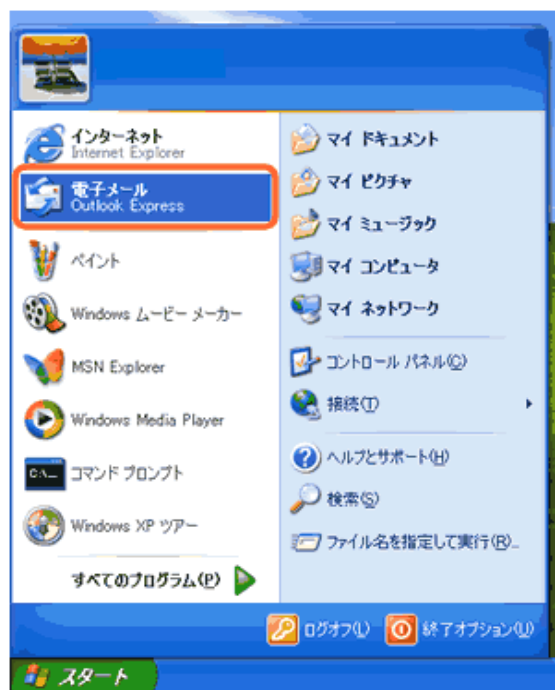 インターネット
Internet Explorer
電子メール
Outlook Express
ペイント
Windows ムービー メーカー
MSN Explorer
Windows Media Player
コマンド プロンプト
Windows XP ツアー
すべてのプログラム(P)
マイ ドキュメント
マイ ピクチャ
マイ ミュージック
マイ コンピュータ
マイ ネットワーク
コントロール パネル(C)
接続(T)
ヘルプとサポート(H)
検索(S)
ファイル名を指定して実行(R)...
ログオフ(L)
終了オプション(U)
スタート